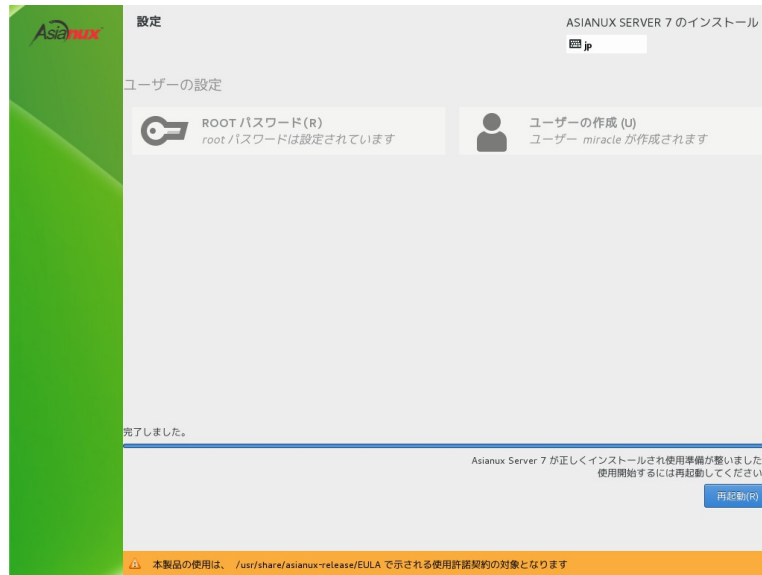 Asianux
設定
ASIANUX SERVER 7 のインストール
jp
ユーザーの設定
ROOT パスワード(R)
root パスワードは設定されています
ユーザーの作成 (U)
ユーザー miracle が作成されます
完了しました。
Asianux Server 7 が正しくインストールされ使用準備が整いました
使用開始するには再起動してください
再起動(R)
本製品の使用は、 /usr/share/asianux-release/EULA で示される使用許諾契約の対象となります